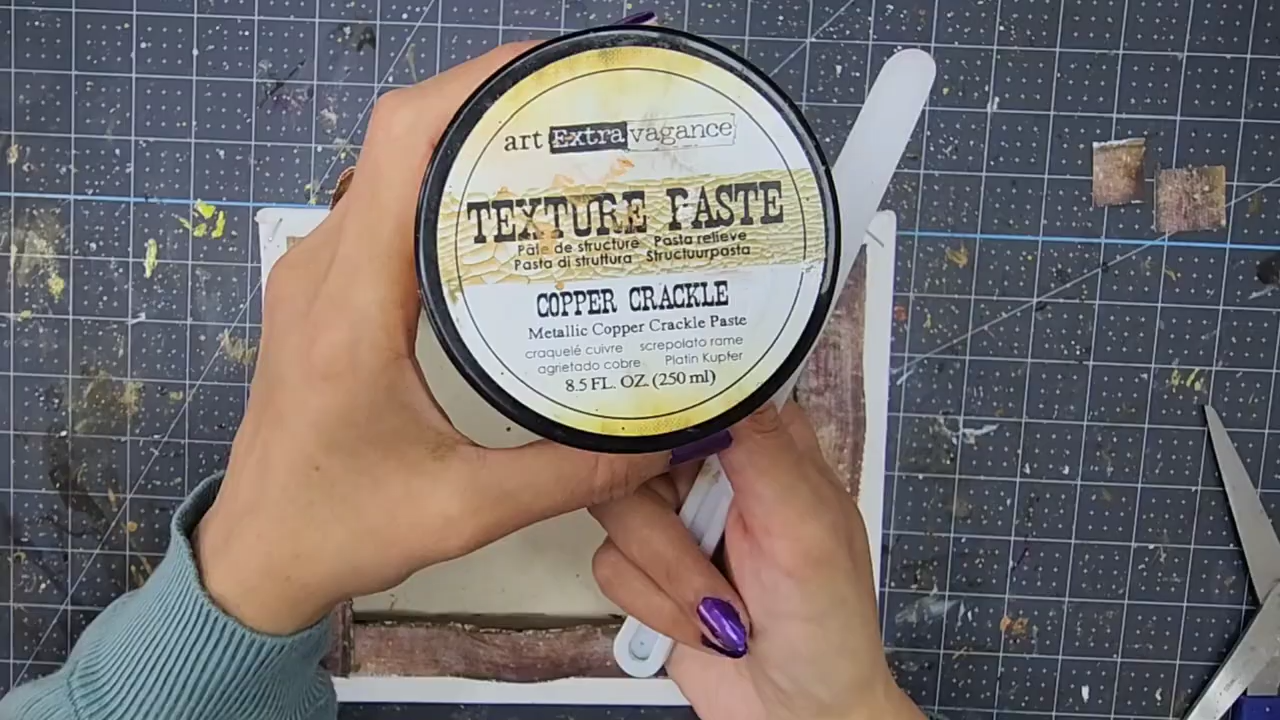 art Extravagance
TEXTURE PASTE
Pâte de structure Pasta relieve
Pasta di struttura Structuurpasta
COPPER CRACKLE
Metallic Copper Crackle Paste
craquelé cuivre screpolato rame
agrietado cobre Platin Kupfer
8.5 FL. OZ. (250 ml)